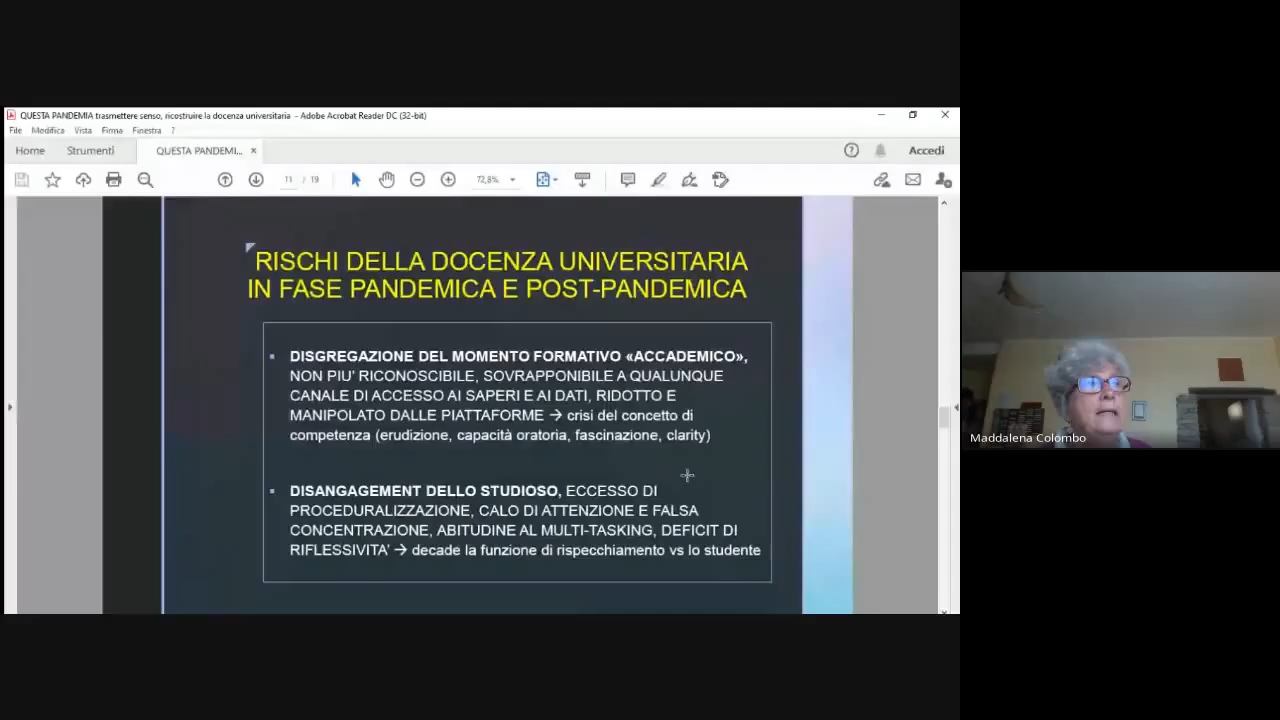 QUESTA PANDEMIA trasmettere senso, ricostruire la docenza universitaria - Adobe Acrobat Reader DC (32-bit)
File Modifica Vista Firma Finestra ?
Home Strumenti QUESTA PANDEMI... × Accedi
11 / 19 72,8%
RISCHI DELLA DOCENZA UNIVERSITARIA
IN FASE PANDEMICA E POST-PANDEMICA
▪ DISGREGAZIONE DEL MOMENTO FORMATIVO «ACCADEMICO»,
NON PIU' RICONOSCIBILE, SOVRAPPONIBILE A QUALUNQUE
CANALE DI ACCESSO AI SAPERI E AI DATI, RIDOTTO E
MANIPOLATO DALLE PIATTAFORME → crisi del concetto di
competenza (erudizione, capacità oratoria, fascinazione, clarity)
▪ DISANGAGEMENT DELLO STUDIOSO, ECCESSO DI
PROCEDURALIZZAZIONE, CALO DI ATTENZIONE E FALSA
CONCENTRAZIONE, ABITUDINE AL MULTI-TASKING, DEFICIT DI
RIFLESSIVITA' → decade la funzione di rispecchiamento vs lo studente
Maddalena Colombo